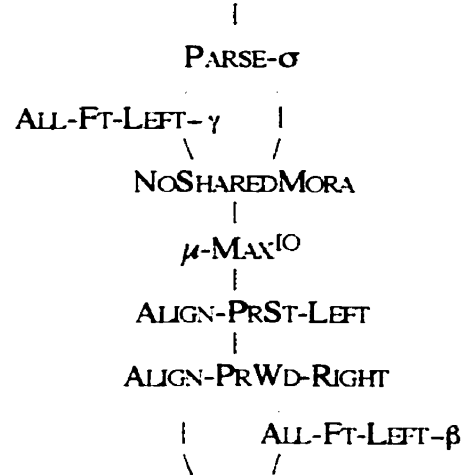 PARSE-σ
ALL-FT-LEFT-γ
NOSHAREDMORA
μ-MAX^IO
ALIGN-PRST-LEFT
ALIGN-PRWD-RIGHT
ALL-FT-LEFT-β